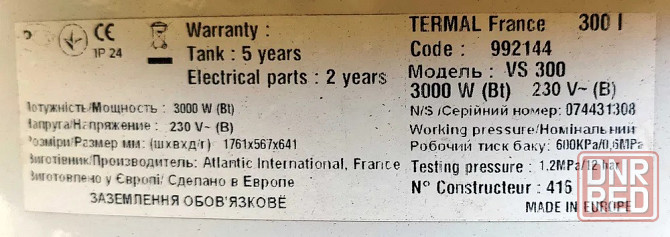 CE
IP 24
Warranty :
Tank : 5 years
Electrical parts : 2 years
TERMAL France 300 l
Code : 992144
Модель : VS 300
3000 W (Bt) 230 V~ (B)
N/S /Серійний номер: 074431308
Working pressure/Номінальний
Робочий тиск баку: 600KPa/0,6MPa
Testing pressure : 1.2MPa/12 bar
N° Constructeur : 416
MADE IN EUROPE
Потужність/Мощность : 3000 W (Bt)
Напруга/Напряжение : 230 V~ (B)
Розміри/Размер мм: (шхвхд/г) 1761x567x641
Виготівник/Производитель: Atlantic International, France
Виготовлено у Європі/ Сделано в Европе
ЗАЗЕМЛЕННЯ ОБОВ'ЯЗКОВЄ
DNR
RED